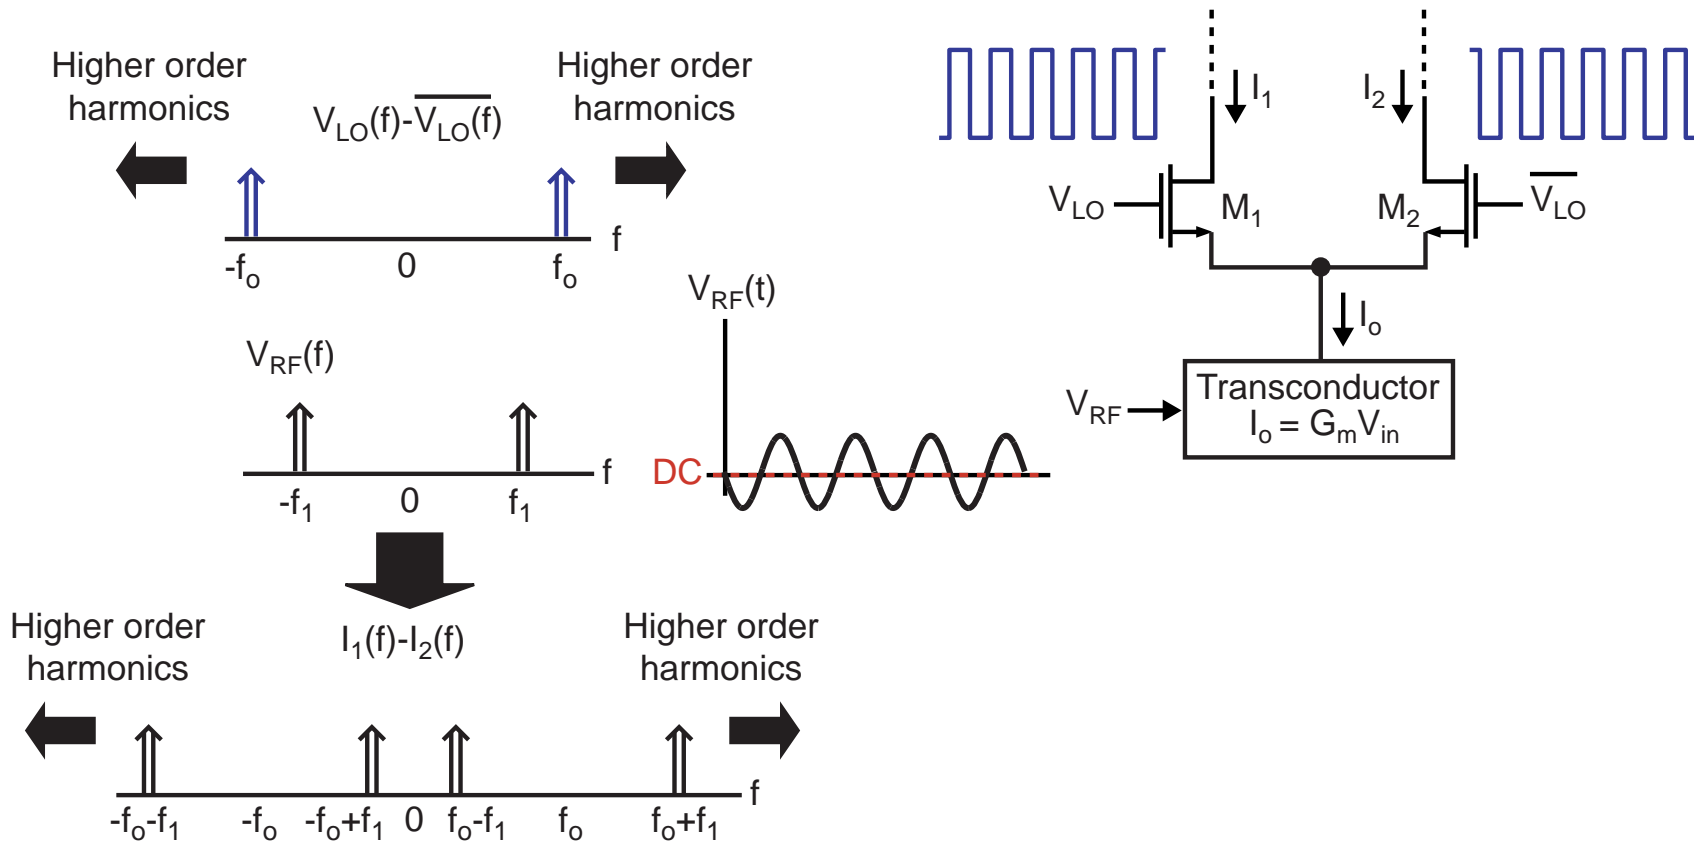 Higher order
harmonics
V_LO(f)-V̅_L̅O̅(̅f̅)̅
Higher order
harmonics
-f_o 0 f_o f
V_RF(f)
-f_1 0 f_1 f
V_RF(t)
DC
I_1 I_2
V_LO M_1 M_2 V̅_L̅O̅
I_o
V_RF
Transconductor
I_o = G_mV_in
Higher order
harmonics
I_1(f)-I_2(f)
Higher order
harmonics
f
-f_o-f_1 -f_o -f_o+f_1 0 f_o-f_1 f_o f_o+f_1